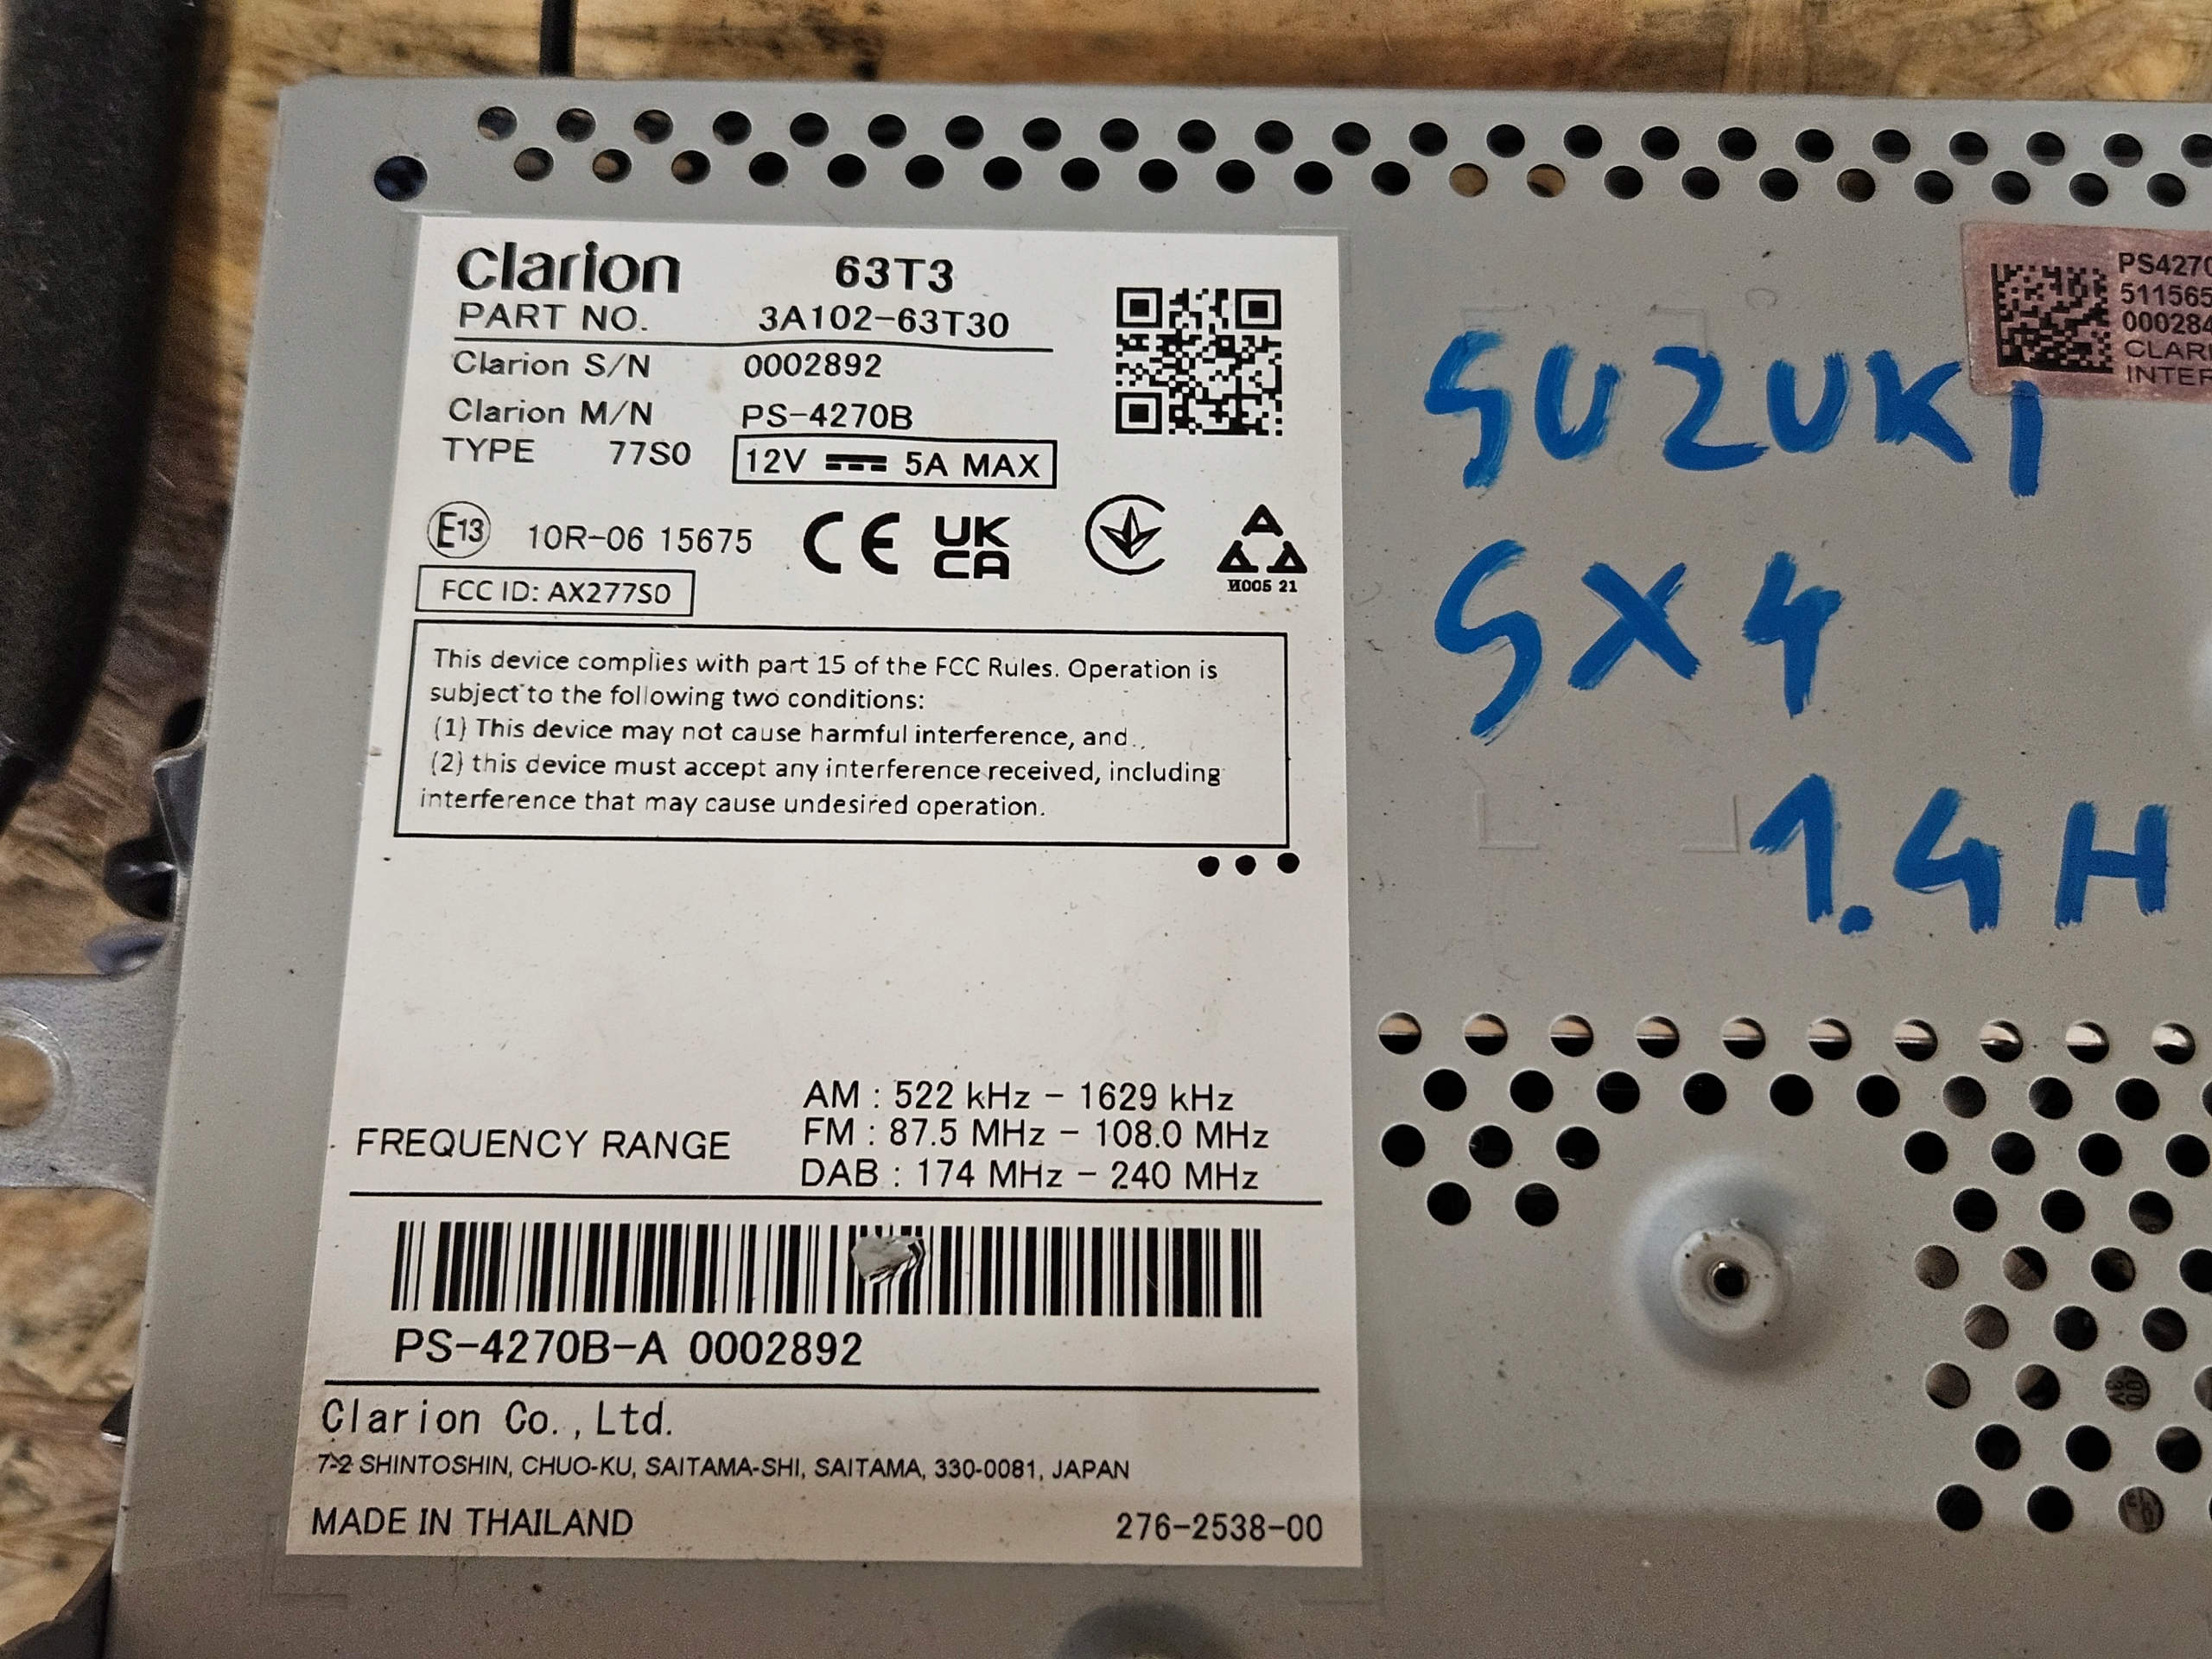 clarion 63T3
PART NO. 3A102-63T30
Clarion S/N 0002892
Clarion M/N PS-4270B
TYPE 77S0 12V 5A MAX
E13 10R-06 15675 CE UK CA
FCC ID: AX277S0
This device complies with part 15 of the FCC Rules. Operation is
subject to the following two conditions:
(1) This device may not cause harmful interference, and
(2) this device must accept any interference received, including
interference that may cause undesired operation.
FREQUENCY RANGE
AM : 522 kHz - 1629 kHz
FM : 87.5 MHz - 108.0 MHz
DAB : 174 MHz - 240 MHz
PS-4270B-A 0002892
Clarion Co.,Ltd.
7-2 SHINTOSHIN, CHUO-KU, SAITAMA-SHI, SAITAMA, 330-0081, JAPAN
MADE IN THAILAND 276-2538-00
SUZUKI
SX4
1.4H
PS4270
511565
000284
CLARI
INTER